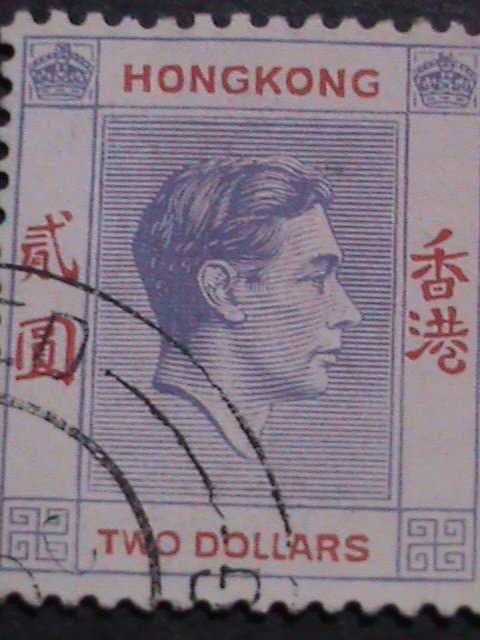 HONGKONG
貳圓
香港
TWO DOLLARS